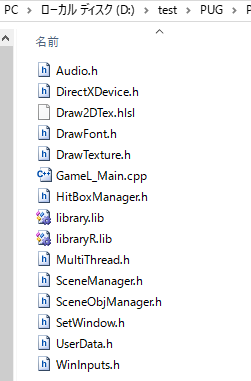 PC > ローカル ディスク (D:) > test > PUG > P
名前
Audio.h
DirectXDevice.h
Draw2DTex.hlsl
DrawFont.h
DrawTexture.h
GameL_Main.cpp
HitBoxManager.h
library.lib
libraryR.lib
MultiThread.h
SceneManager.h
SceneObjManager.h
SetWindow.h
UserData.h
WinInputs.h